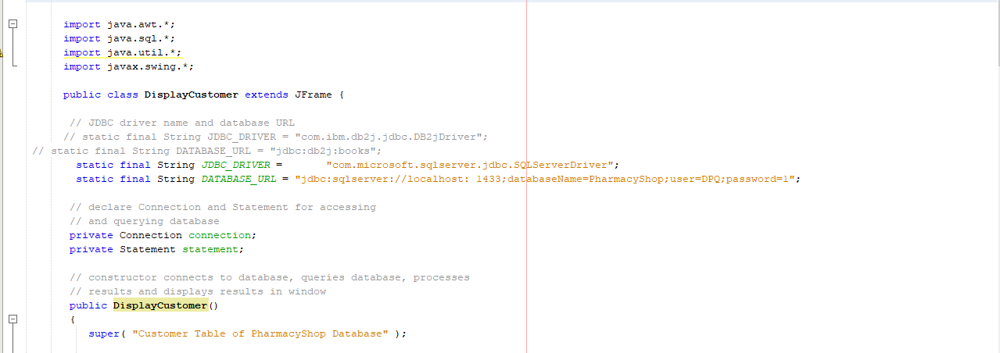 import java.awt.*;
import java.sql.*;
import java.util.*;
import javax.swing.*;
public class DisplayCustomer extends JFrame {
// JDBC driver name and database URL
// static final String JDBC_DRIVER = "com.ibm.db2j.jdbc.DB2jDriver";
// static final String DATABASE_URL = "jdbc:db2j:books";
static final String JDBC_DRIVER =       "com.microsoft.sqlserver.jdbc.SQLServerDriver";
static final String DATABASE_URL = "jdbc:sqlserver://localhost: 1433;databaseName=PharmacyShop;user=DPQ;password=1";
// declare Connection and Statement for accessing
// and querying database
private Connection connection;
private Statement statement;
// constructor connects to database, queries database, processes
// results and displays results in window
public DisplayCustomer()
{
super( "Customer Table of PharmacyShop Database" );